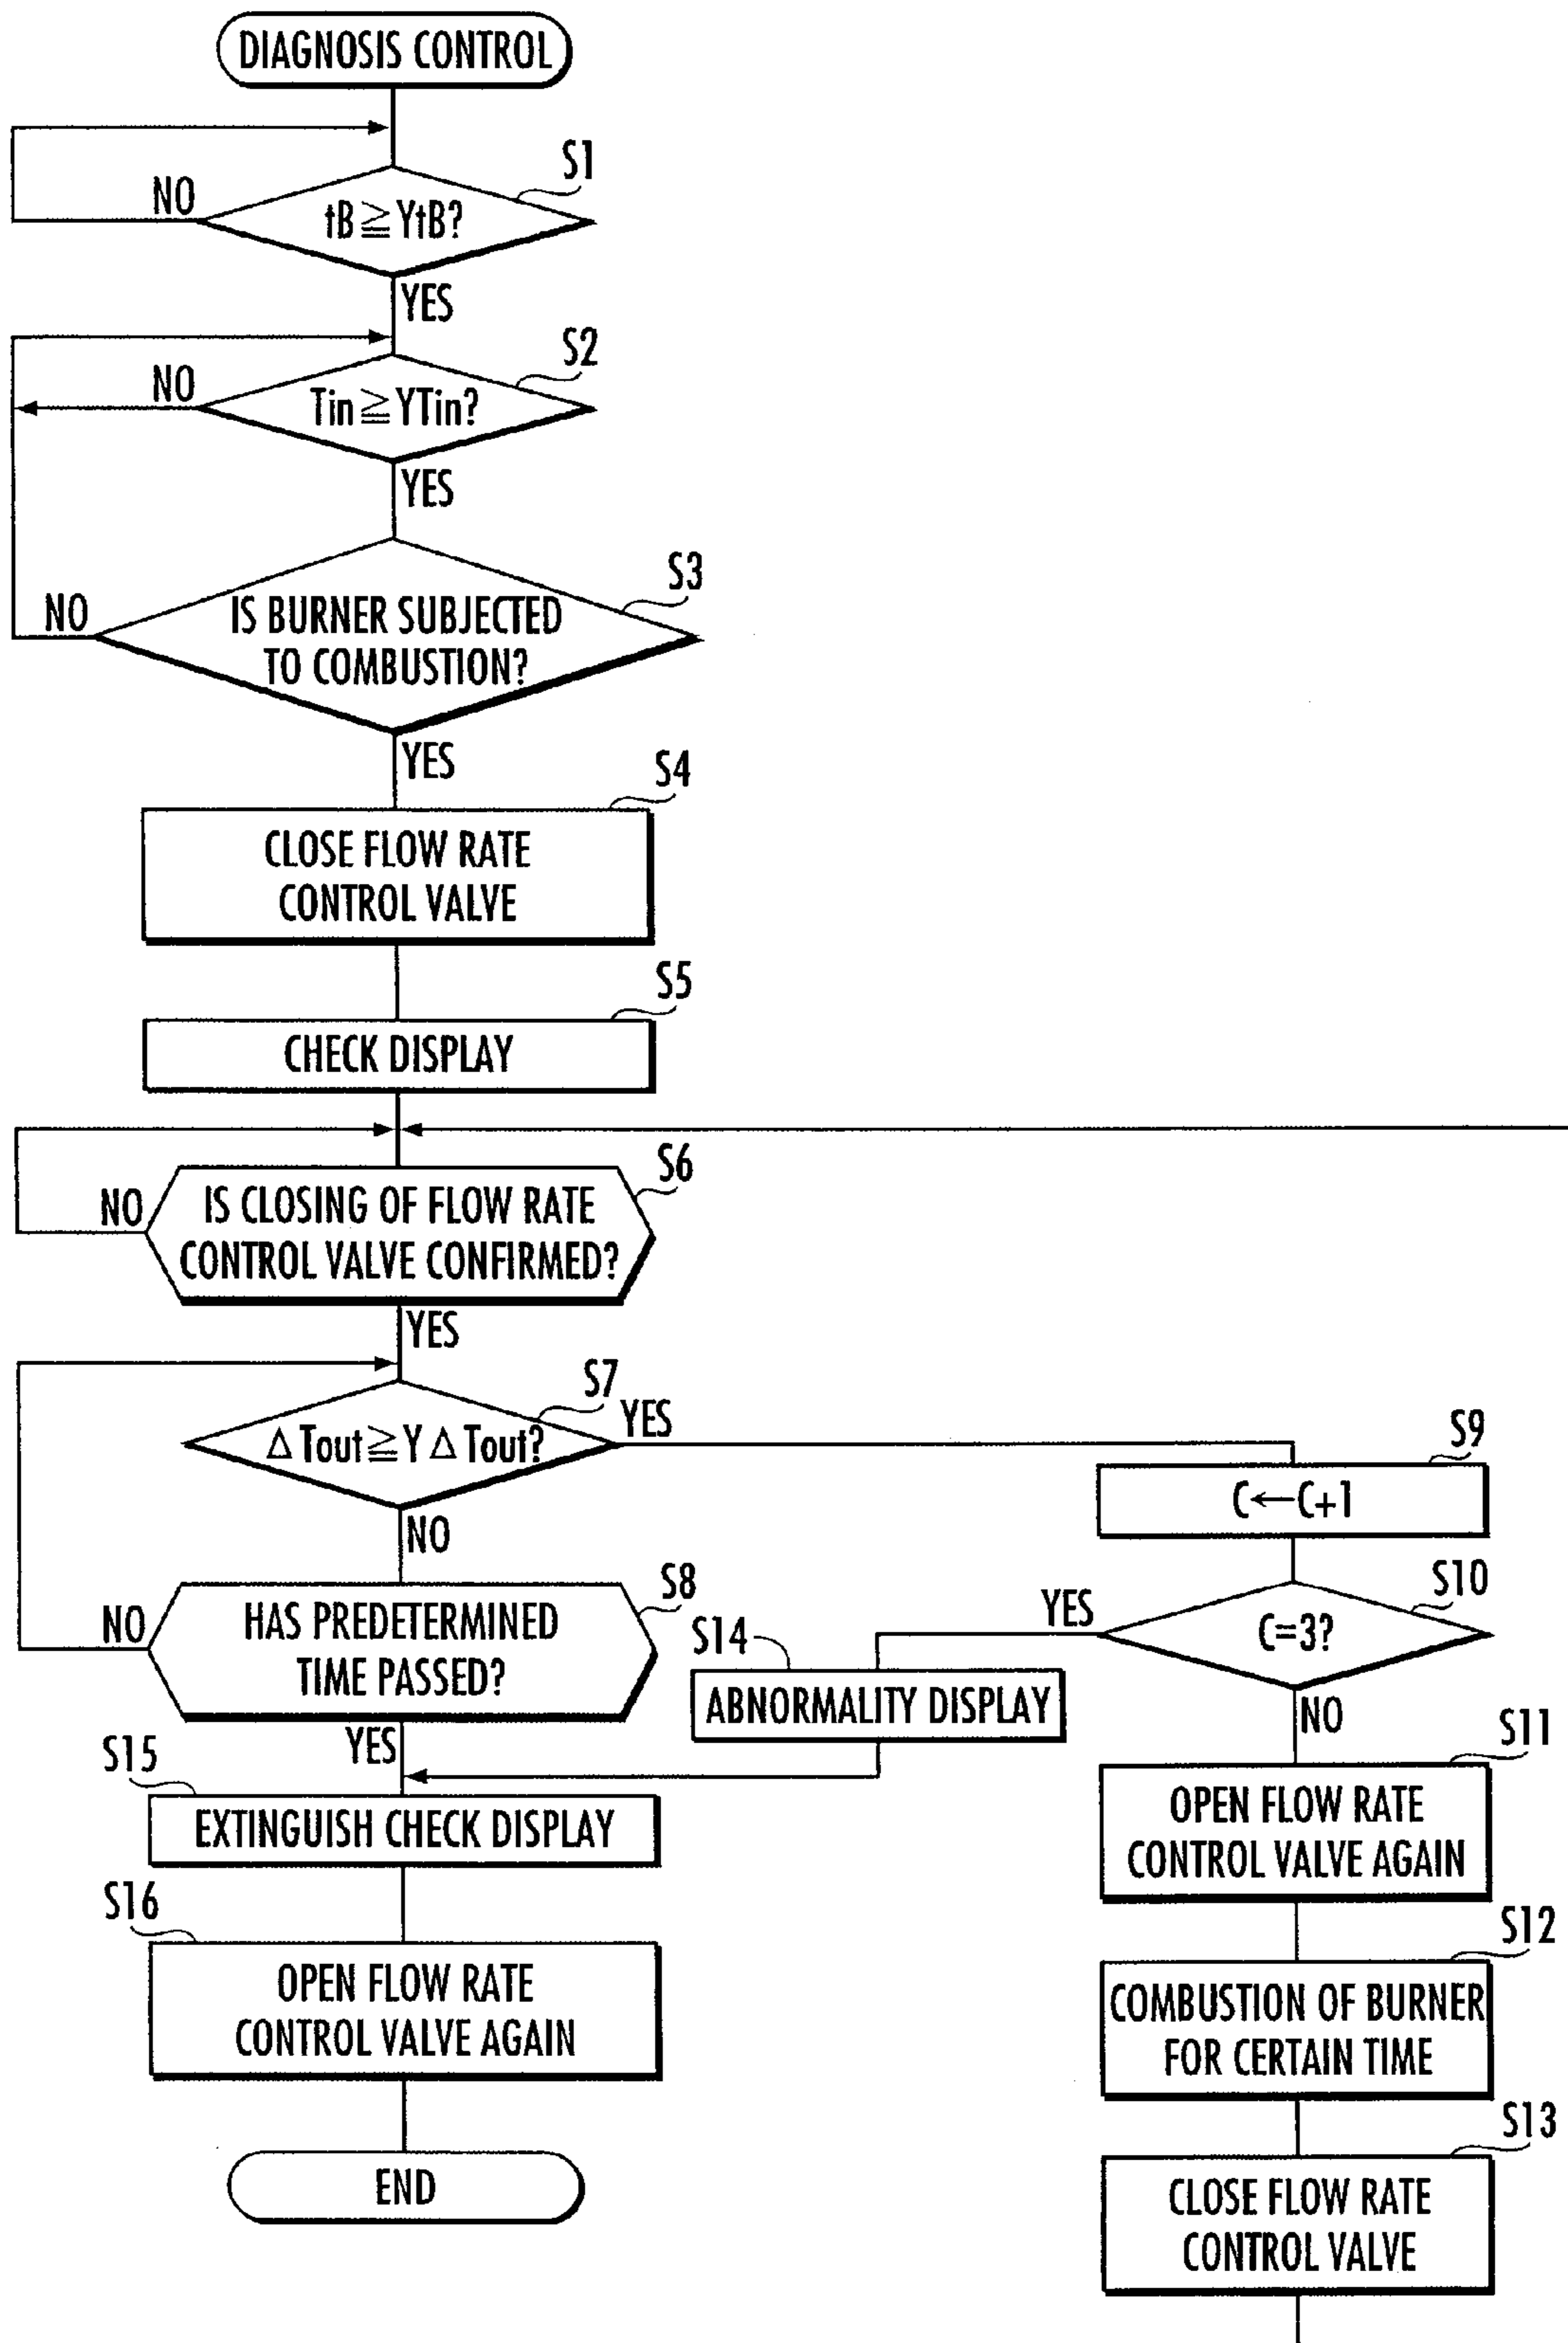 DIAGNOSIS CONTROL
S1
NO
tB≧YtB?
YES
S2
NO
Tin≧YTin?
YES
S3
NO
IS BURNER SUBJECTED
TO COMBUSTION?
YES
S4
CLOSE FLOW RATE
CONTROL VALVE
S5
CHECK DISPLAY
S6
NO
IS CLOSING OF FLOW RATE
CONTROL VALVE CONFIRMED?
YES
S7
YES
△Tout≧Y△Tout?
NO
S8
NO
HAS PREDETERMINED
TIME PASSED?
YES
S9
C←C+1
S10
YES
C=3?
NO
S14
ABNORMALITY DISPLAY
S11
OPEN FLOW RATE
CONTROL VALVE AGAIN
S12
COMBUSTION OF BURNER
FOR CERTAIN TIME
S13
CLOSE FLOW RATE
CONTROL VALVE
S15
EXTINGUISH CHECK DISPLAY
S16
OPEN FLOW RATE
CONTROL VALVE AGAIN
END